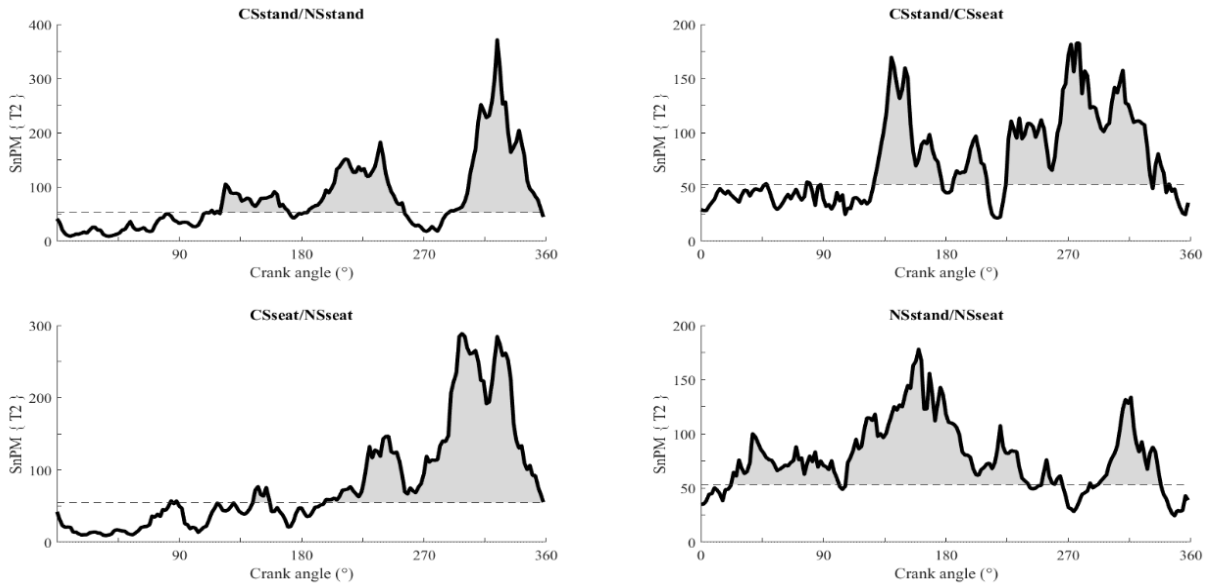 CSstand/NSstand
400
300
200
100
0
SnPM { T2 }
90 180 270 360
Crank angle (°)
CSstand/CSseat
200
150
100
50
0
SnPM { T2 }
0 90 180 270 360
Crank angle (°)
CSseat/NSseat
300
200
100
0
SnPM { T2 }
90 180 270 360
Crank angle (°)
NSstand/NSseat
200
150
100
50
0
SnPM { T2 }
0 90 180 270 360
Crank angle (°)